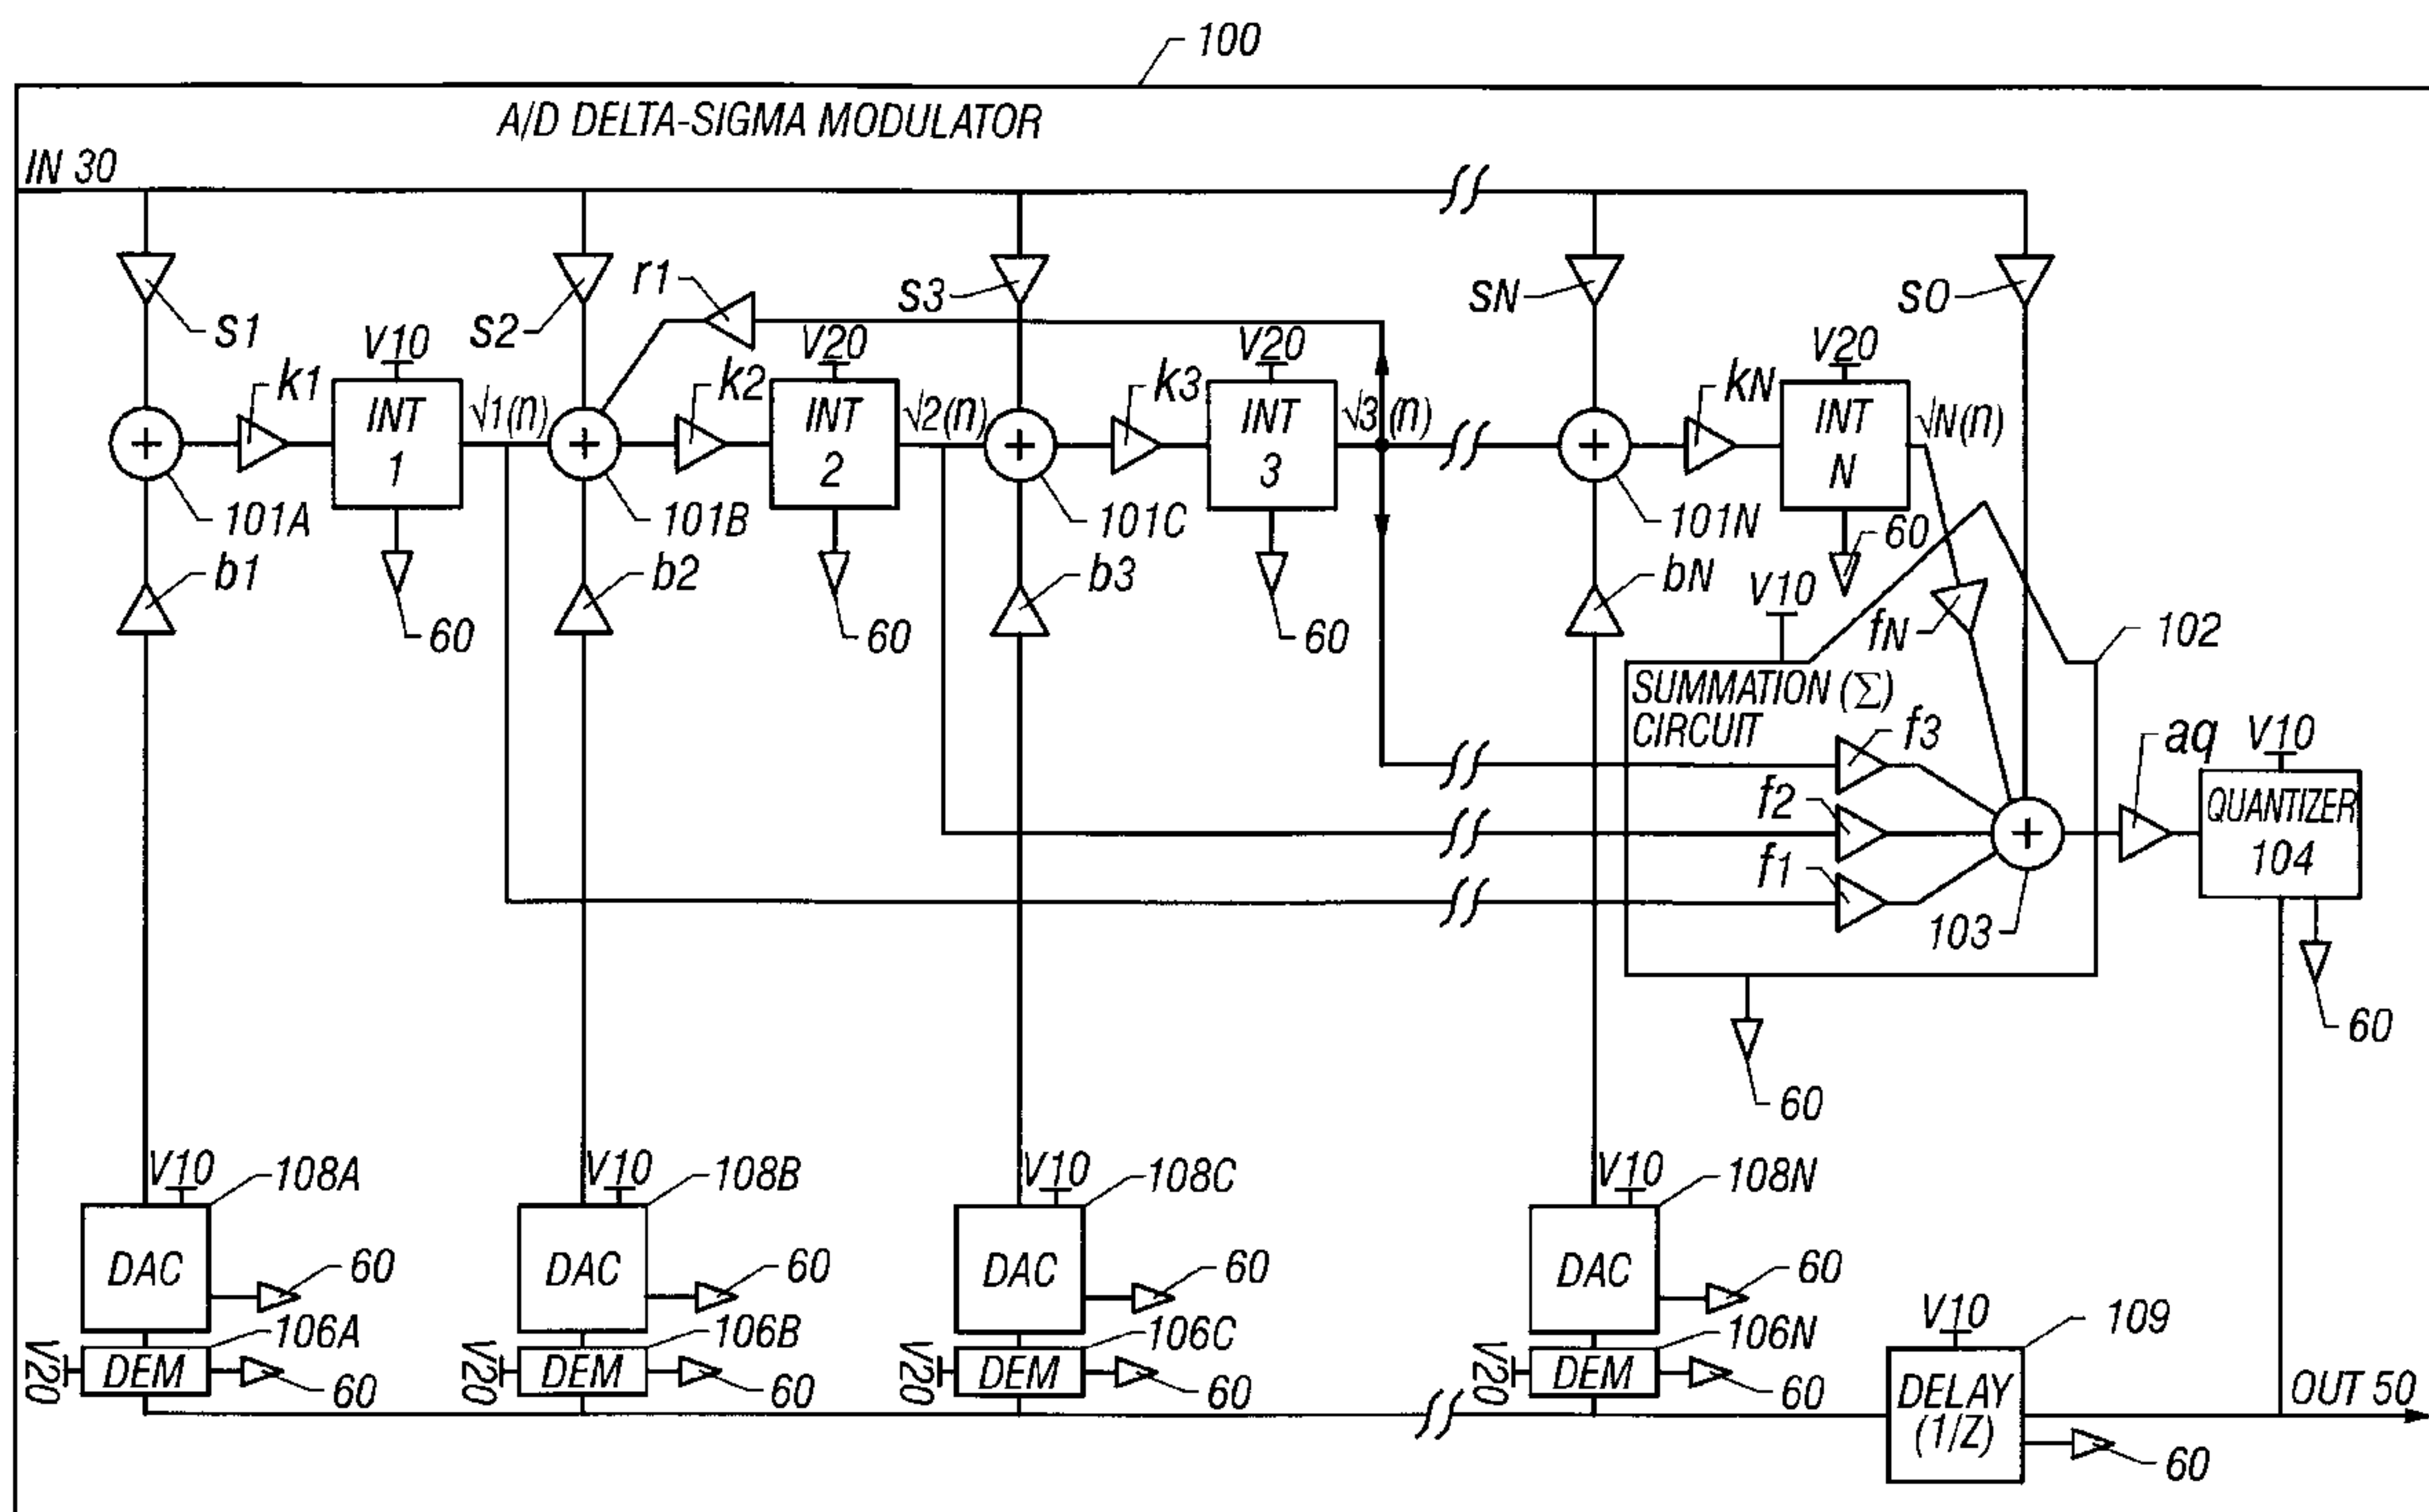 100
A/D DELTA-SIGMA MODULATOR
IN 30
s1
s2
r1
s3
sN
s0
k1
V10
INT
1
√1(n)
k2
V20
INT
2
√2(n)
k3
V20
INT
3
√3(n)
kN
V20
INT
N
√N(n)
+
+
+
+
101A
101B
101C
101N
60
60
60
60
b1
b2
b3
bN
V10
fN
102
SUMMATION (Σ)
CIRCUIT
f3
f2
f1
+
103
aq
V10
QUANTIZER
104
60
60
V10
108A
DAC
60
V10
108B
DAC
60
V10
108C
DAC
60
V10
108N
DAC
60
V20
106A
DEM
60
V20
106B
DEM
60
V20
106C
DEM
60
V20
106N
DEM
60
V10
109
DELAY
(1/Z)
60
OUT 50